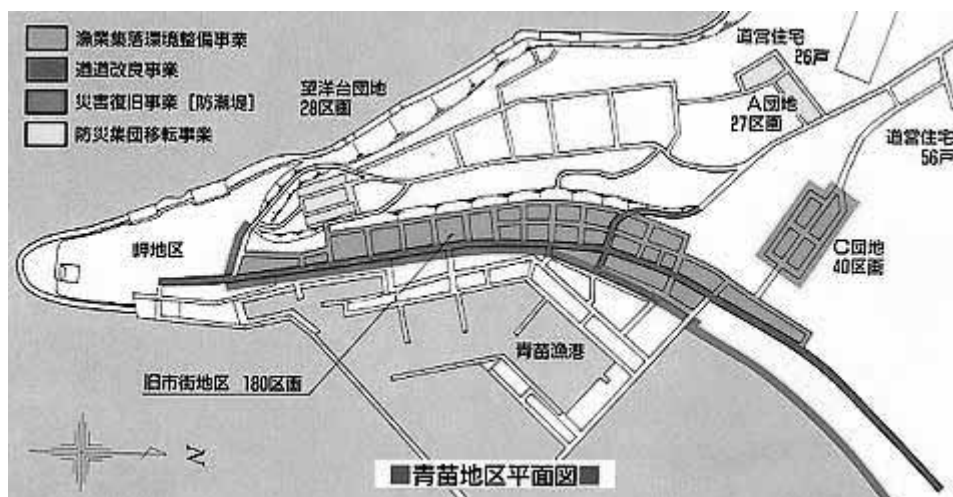 漁業集落環境整備事業
道道改良事業
災害復旧事業［防潮堤］
防災集団移転事業
望洋台団地
28区画
道営住宅
26戸
A団地
27区画
道営住宅
56戸
岬地区
C団地
40区画
青苗漁港
旧市街地区 180区画
N
■青苗地区平面図■